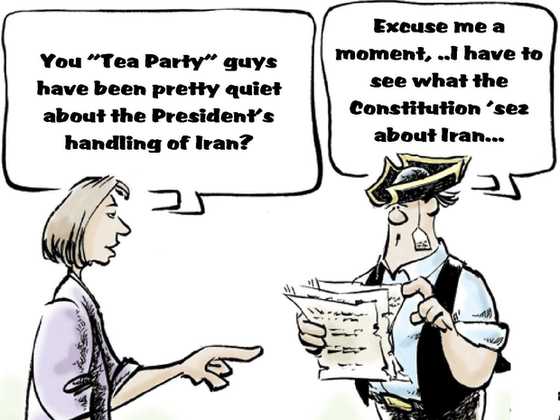 You "Tea Party" guys
have been pretty quiet
about the President's
handling of Iran?
Excuse me a
moment, ..I have to
see what the
Constitution 'sez
about Iran...